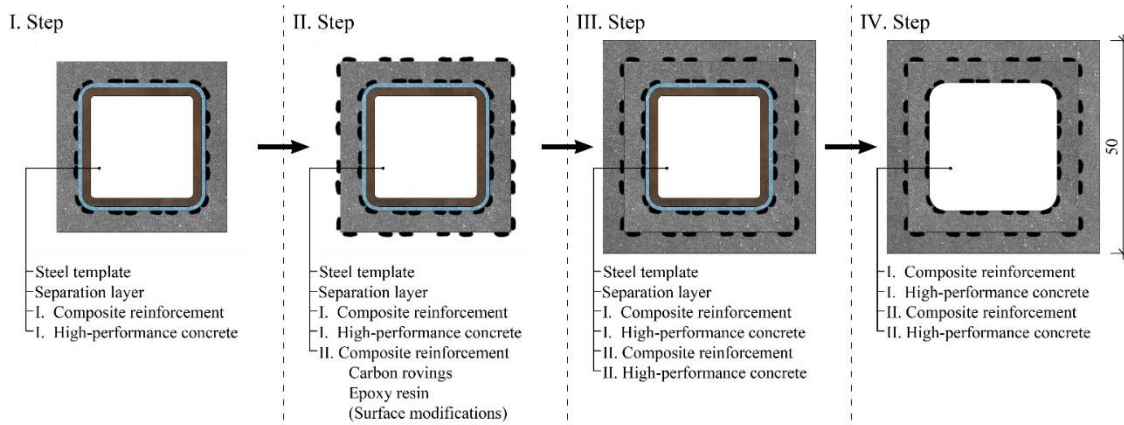 I. Step
Steel template
Separation layer
I. Composite reinforcement
I. High-performance concrete
II. Step
Steel template
Separation layer
I. Composite reinforcement
I. High-performance concrete
II. Composite reinforcement
Carbon rovings
Epoxy resin
(Surface modifications)
III. Step
Steel template
Separation layer
I. Composite reinforcement
I. High-performance concrete
II. Composite reinforcement
II. High-performance concrete
IV. Step
50
I. Composite reinforcement
I. High-performance concrete
II. Composite reinforcement
II. High-performance concrete